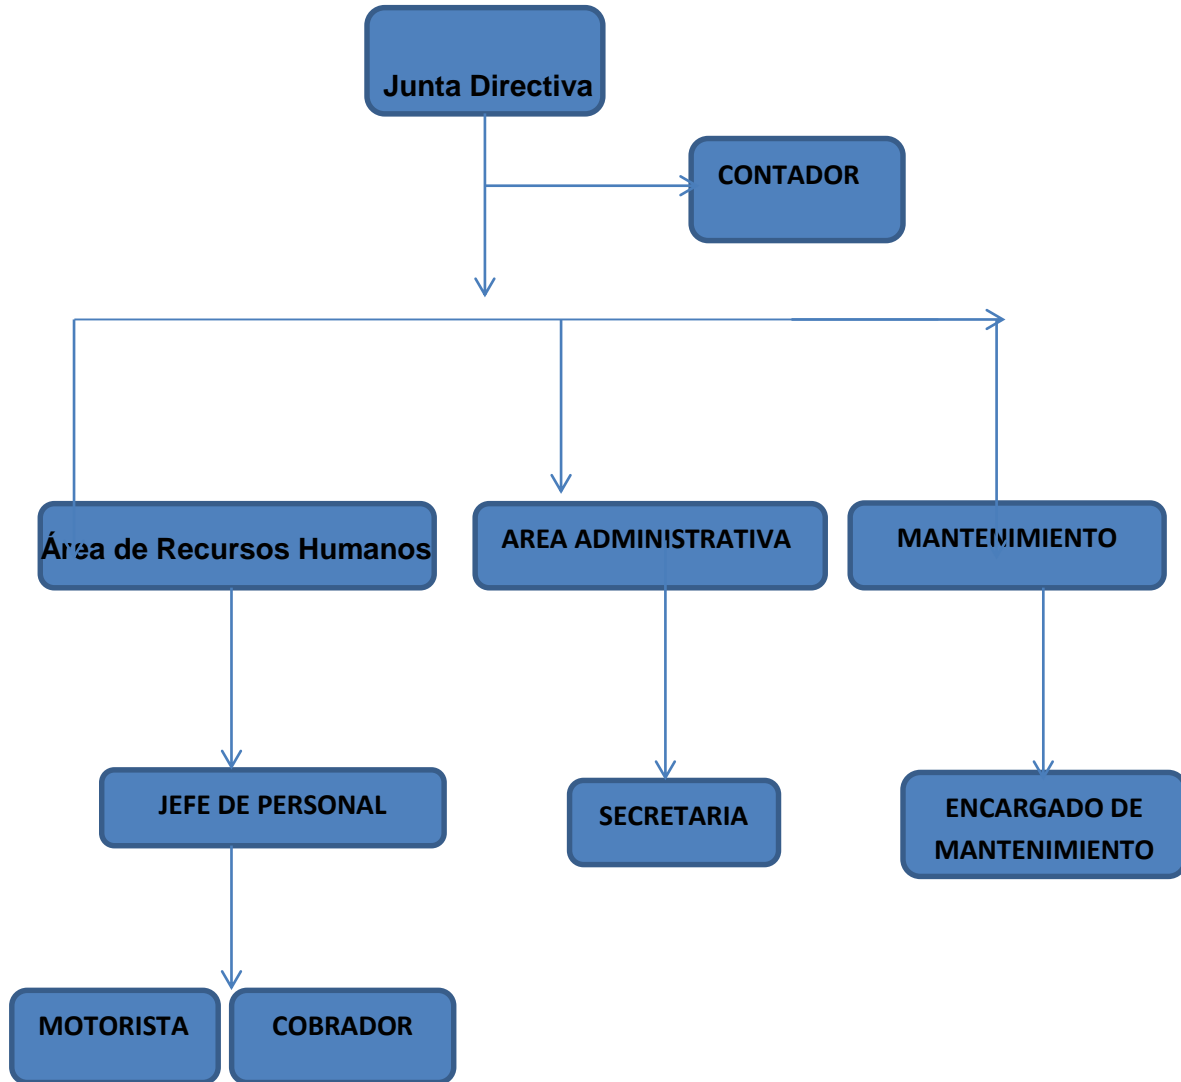 Junta Directiva
CONTADOR
Área de Recursos Humanos
AREA ADMINISTRATIVA
MANTENIMIENTO
JEFE DE PERSONAL
SECRETARIA
ENCARGADO DE
MANTENIMIENTO
MOTORISTA
COBRADOR